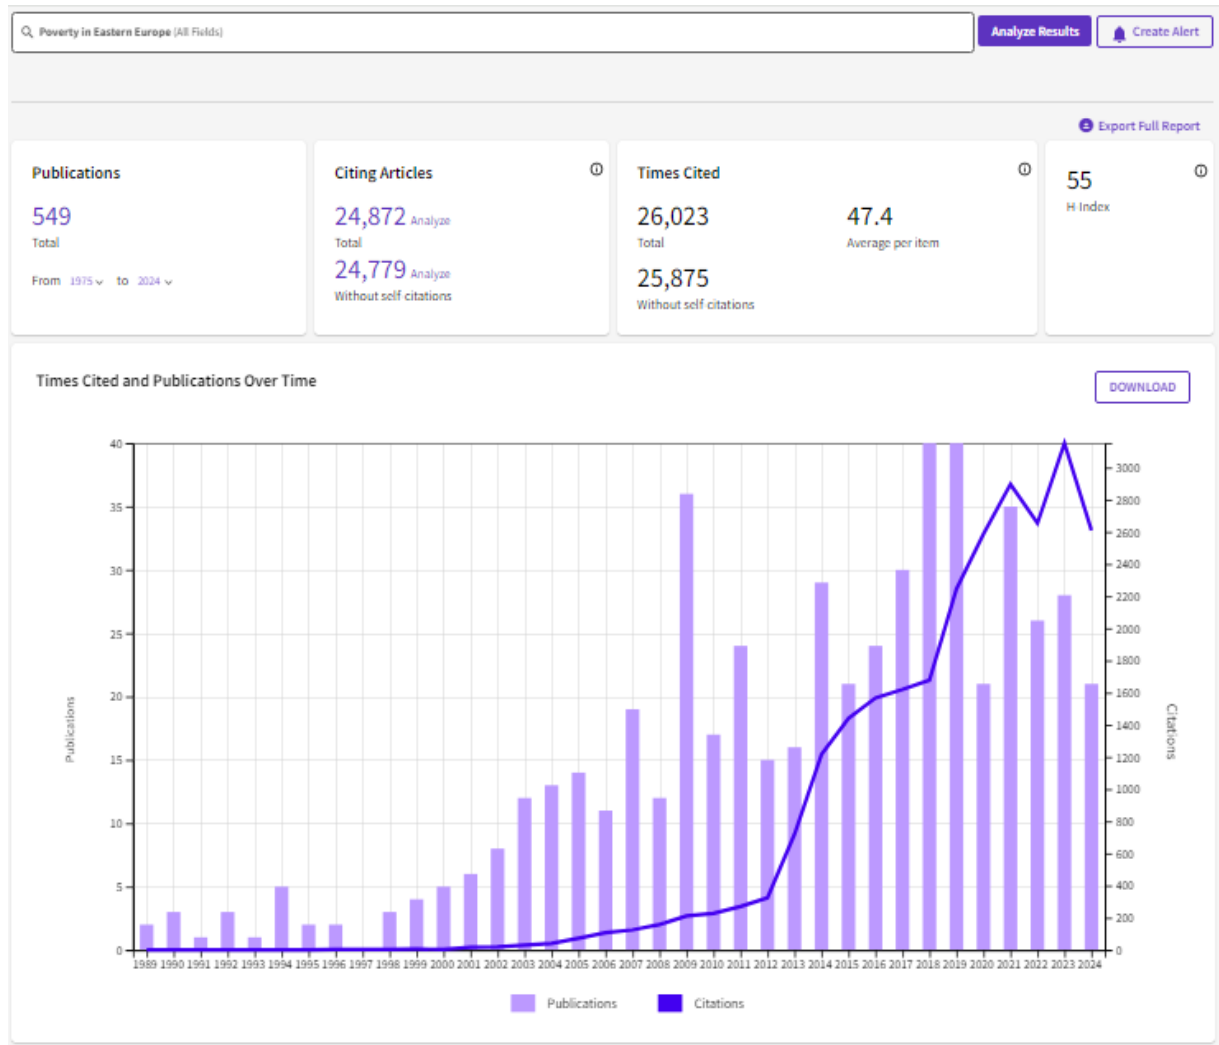 Poverty in Eastern Europe (All Fields)
Analyze Results
Create Alert
Export Full Report
Publications
549
Total
From 1975 to 2024
Citing Articles
24,872 Analyze
Total
24,779 Analyze
Without self citations
Times Cited
26,023
Total
47.4
Average per item
25,875
Without self citations
55
H-Index
Times Cited and Publications Over Time
DOWNLOAD
40
35
30
25
20
15
10
5
0
Publications
3000
2800
2600
2400
2200
2000
1800
1600
1400
1200
1000
800
600
400
200
0
Citations
1989 1990 1991 1992 1993 1994 1995 1996 1997 1998 1999 2000 2001 2002 2003 2004 2005 2006 2007 2008 2009 2010 2011 2012 2013 2014 2015 2016 2017 2018 2019 2020 2021 2022 2023 2024
Publications
Citations